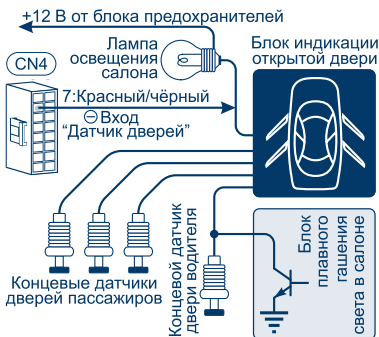 +12 В от блока предохранителей
Лампа
освещения
салона
Блок индикации
открытой двери
CN4
7:Красный/чёрный
Вход
“Датчик дверей”
Концевые датчики
дверей пассажиров
Концевой датчик
двери водителя
Блок
плавного
гашения
света в салоне